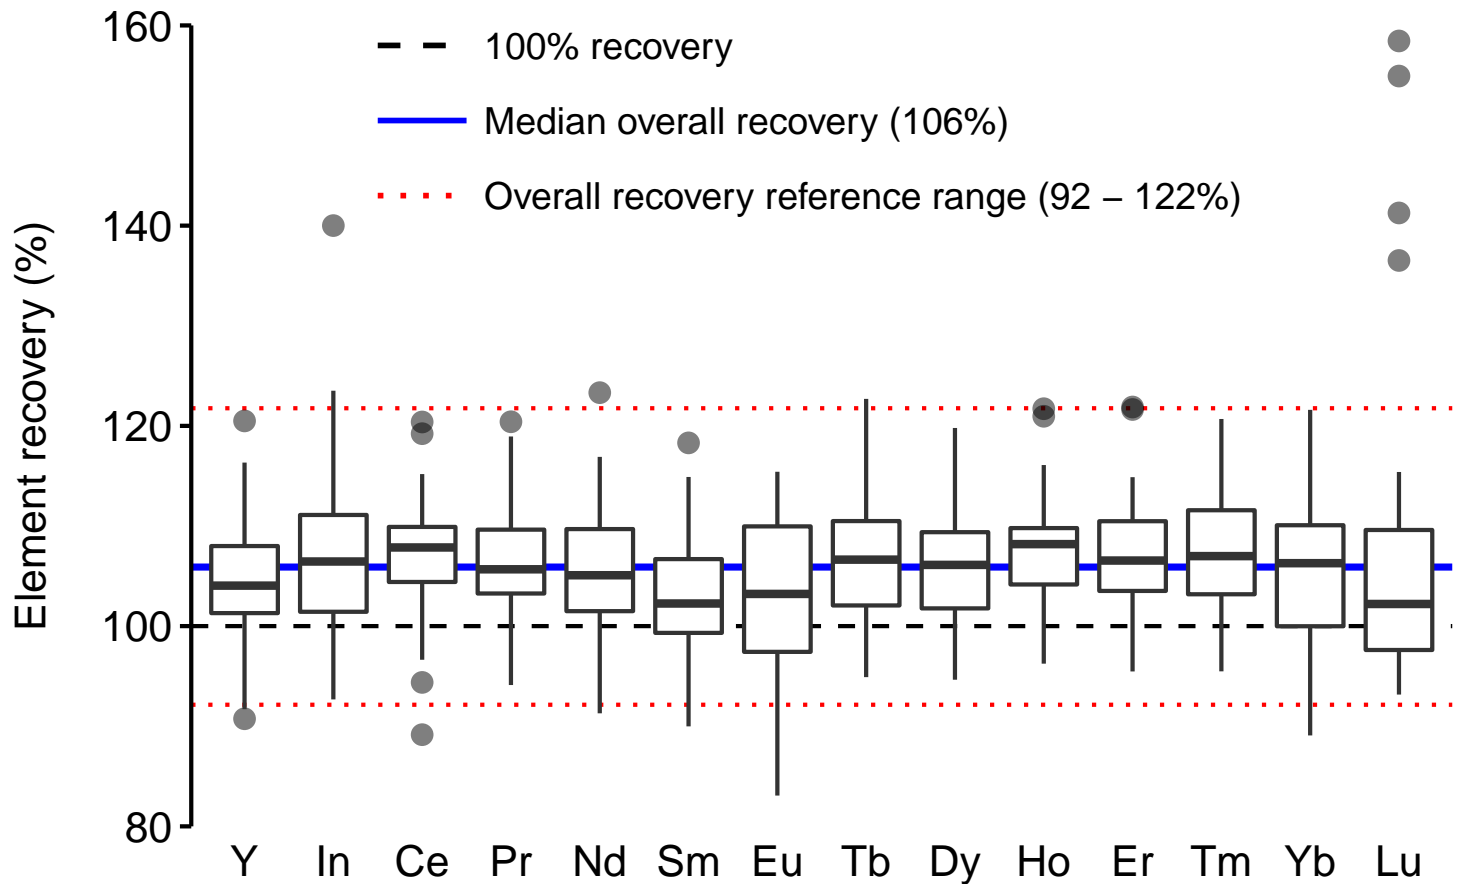 160
100% recovery
Median overall recovery (106%)
Overall recovery reference range (92 – 122%)
140
120
100
80
Element recovery (%)
Y In Ce Pr Nd Sm Eu Tb Dy Ho Er Tm Yb Lu